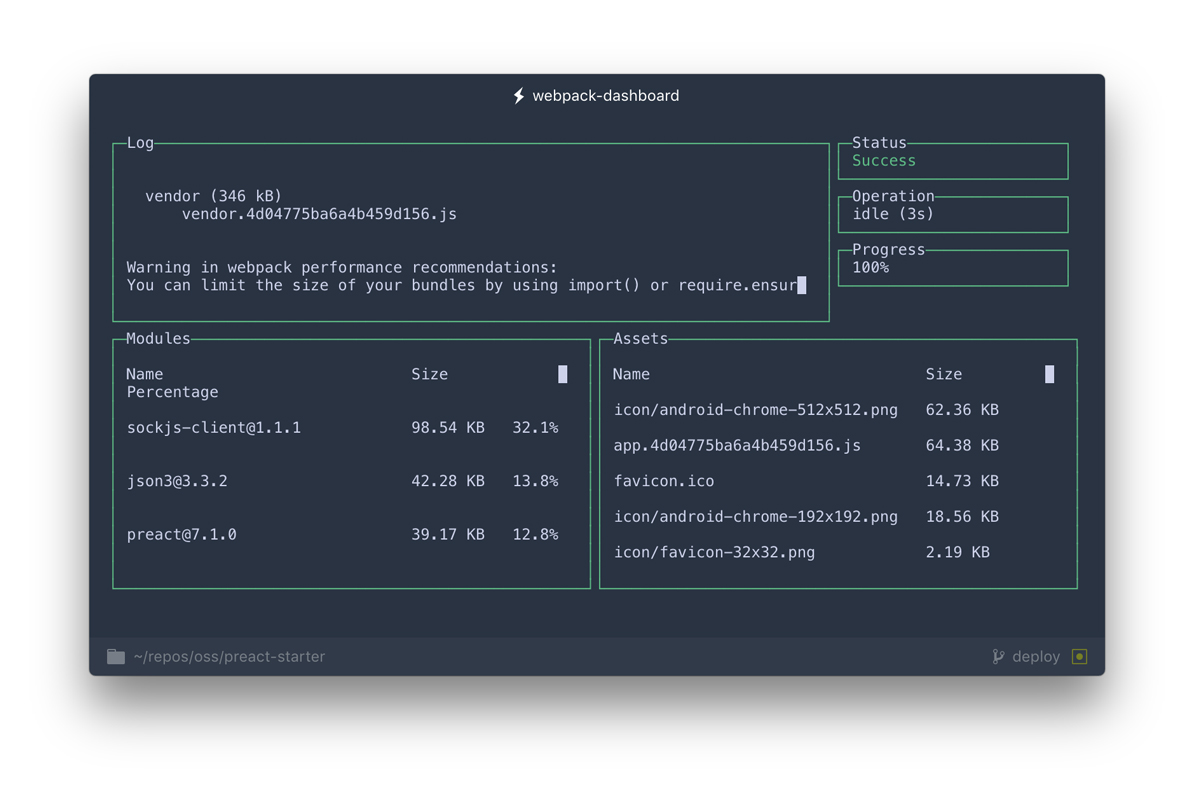 webpack-dashboard
Log
vendor (346 kB)
vendor.4d04775ba6a4b459d156.js
Warning in webpack performance recommendations:
You can limit the size of your bundles by using import() or require.ensur
Status
Success
Operation
idle (3s)
Progress
100%
Modules
Name Size
Percentage
sockjs-client@1.1.1 98.54 KB 32.1%
json3@3.3.2 42.28 KB 13.8%
preact@7.1.0 39.17 KB 12.8%
Assets
Name Size
icon/android-chrome-512x512.png 62.36 KB
app.4d04775ba6a4b459d156.js 64.38 KB
favicon.ico 14.73 KB
icon/android-chrome-192x192.png 18.56 KB
icon/favicon-32x32.png 2.19 KB
~/repos/oss/preact-starter deploy